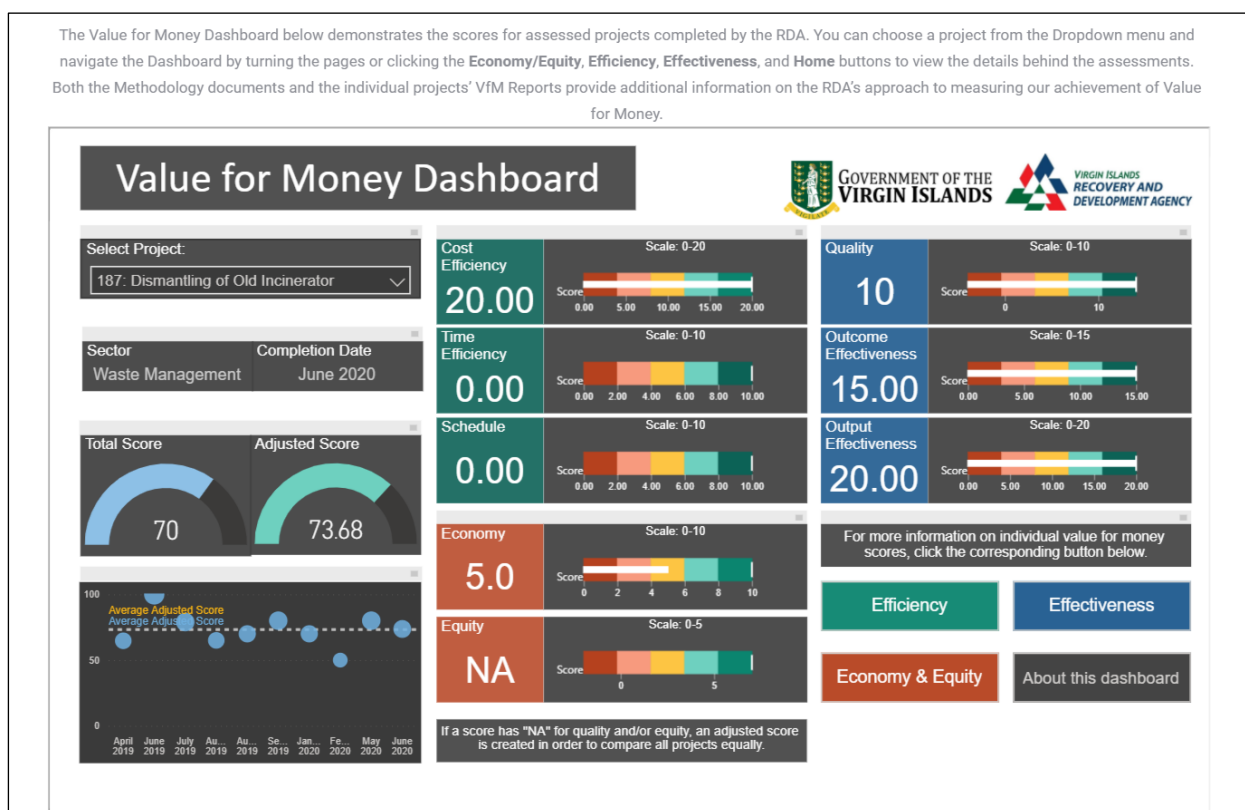 The Value for Money Dashboard below demonstrates the scores for assessed projects completed by the RDA. You can choose a project from the Dropdown menu and
navigate the Dashboard by turning the pages or clicking the Economy/Equity, Efficiency, Effectiveness, and Home buttons to view the details behind the assessments.
Both the Methodology documents and the individual projects' VfM Reports provide additional information on the RDA's approach to measuring our achievement of Value
for Money.
Value for Money Dashboard
GOVERNMENT OF THE
VIRGIN ISLANDS
VIRGIN ISLANDS
RECOVERY AND
DEVELOPMENT AGENCY
Select Project:
187: Dismantling of Old Incinerator
Sector
Waste Management
Completion Date
June 2020
Total Score
70
Adjusted Score
73.68
100
Average Adjusted Score
Average Adjusted Score
50
0
April 2019
June 2019
July 2019
Au... 2019
Au... 2019
Se... 2019
Jan... 2020
Fe... 2020
May 2020
June 2020
Cost
Efficiency
20.00
Scale: 0-20
Score
0.00 5.00 10.00 15.00 20.00
Time
Efficiency
0.00
Scale: 0-10
Score
0.00 2.00 4.00 6.00 8.00 10.00
Schedule
0.00
Scale: 0-10
Score
0.00 2.00 4.00 6.00 8.00 10.00
Economy
5.0
Scale: 0-10
Score
0 2 4 6 8 10
Equity
NA
Scale: 0-5
Score
0 5
If a score has "NA" for quality and/or equity, an adjusted score
is created in order to compare all projects equally.
Quality
10
Scale: 0-10
Score
0 10
Outcome
Effectiveness
15.00
Scale: 0-15
Score
0.00 5.00 10.00 15.00
Output
Effectiveness
20.00
Scale: 0-20
Score
0.00 5.00 10.00 15.00 20.00
For more information on individual value for money
scores, click the corresponding button below.
Efficiency
Effectiveness
Economy & Equity
About this dashboard